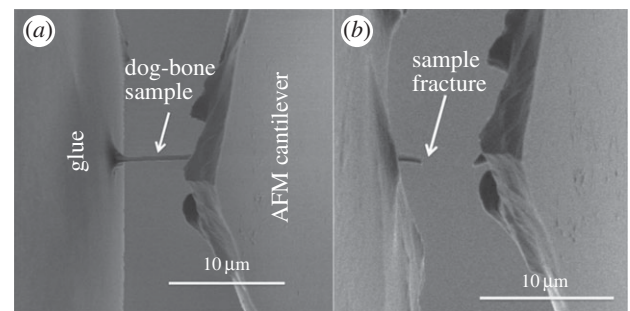 (a)
dog-bone
sample
glue
AFM cantilever
10 µm
(b)
sample
fracture
10 µm